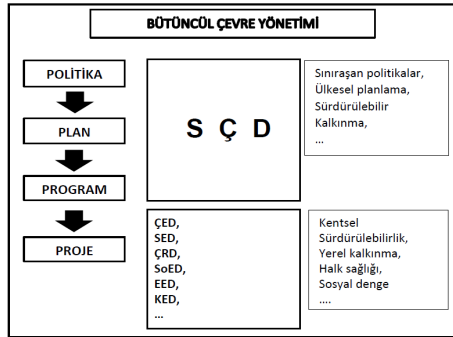 BÜTÜNCÜL ÇEVRE YÖNETİMİ
POLİTİKA
PLAN
PROGRAM
PROJE
S Ç D
Sınıraşan politikalar,
Ülkesel planlama,
Sürdürülebilir
Kalkınma,
...
ÇED,
SED,
ÇRD,
SoED,
EED,
KED,
...
Kentsel
Sürdürülebilirlik,
Yerel kalkınma,
Halk sağlığı,
Sosyal denge
....